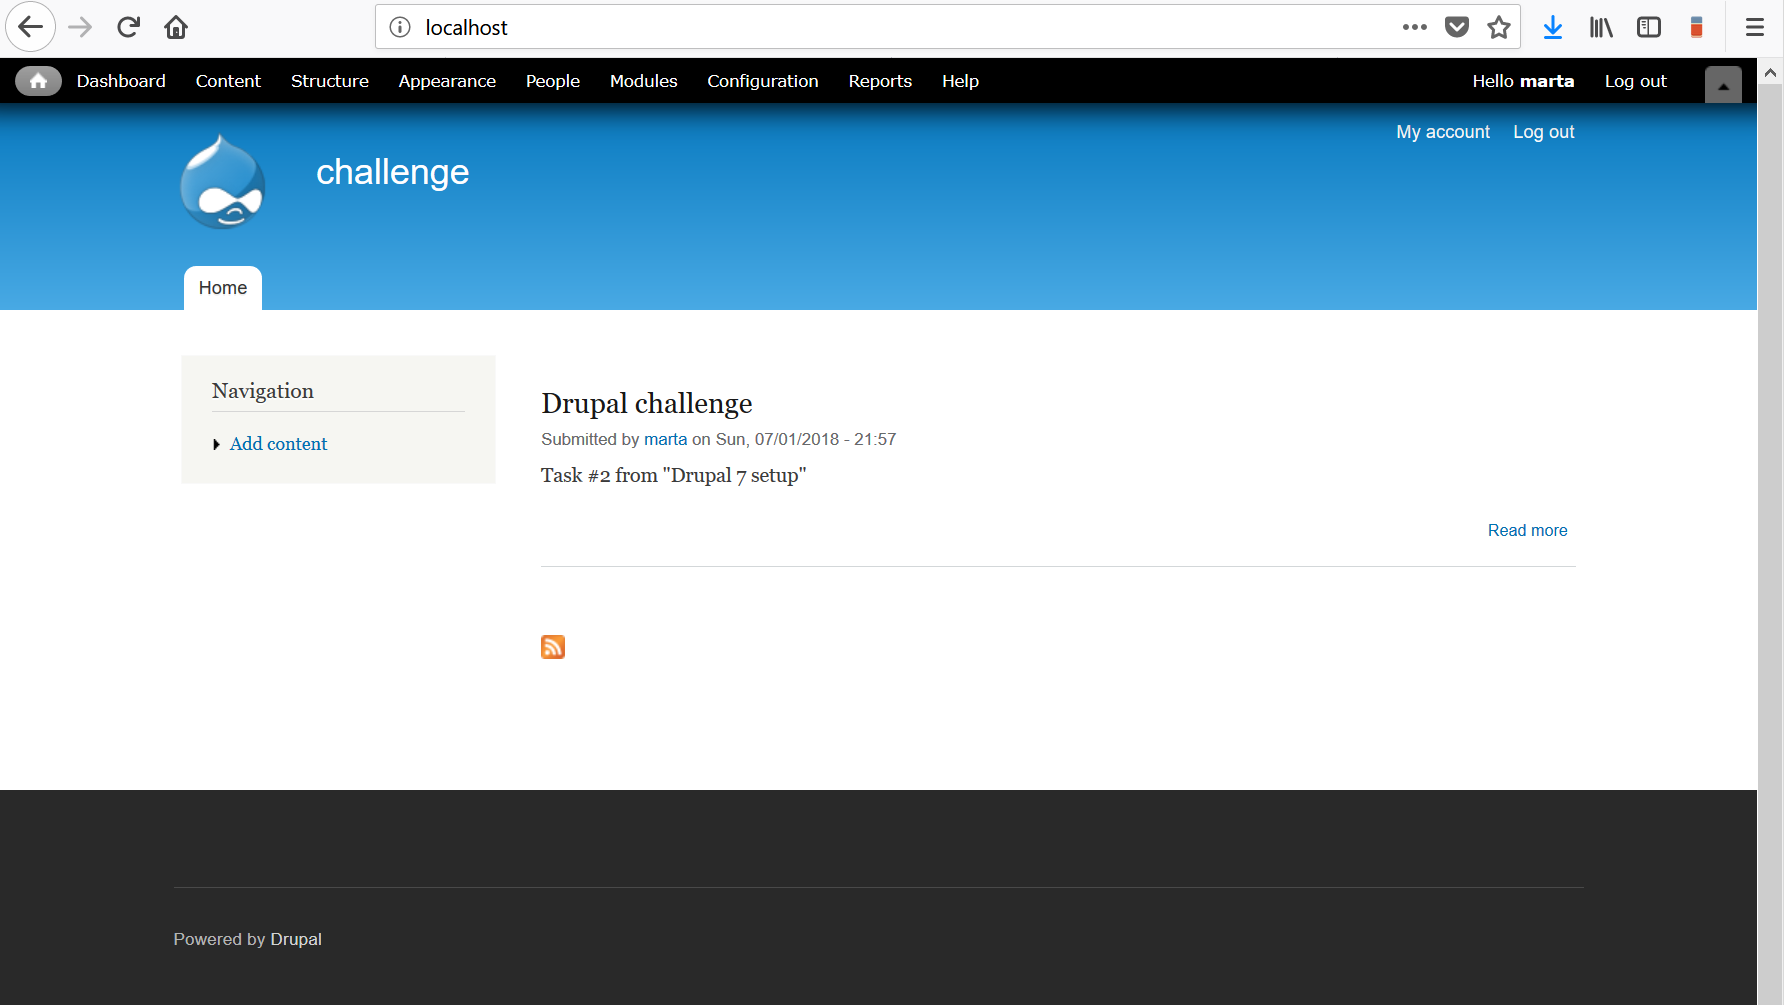 localhost
Dashboard Content Structure Appearance People Modules Configuration Reports Help Hello marta Log out
My account Log out
challenge
Home
Navigation
Add content
Drupal challenge
Submitted by marta on Sun, 07/01/2018 - 21:57
Task #2 from "Drupal 7 setup"
Read more
Powered by Drupal